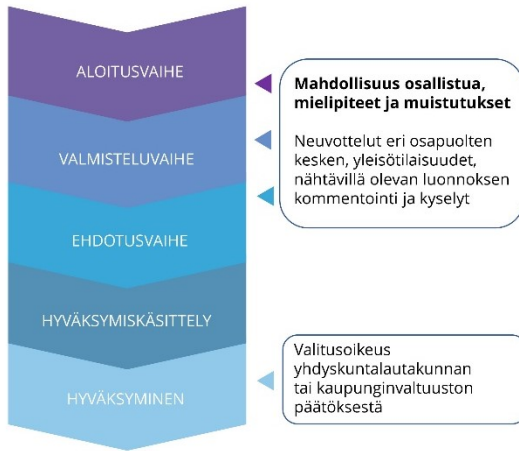 ALOITUSVAIHE
VALMISTELUVAIHE
EHDOTUSVAIHE
HYVÄKSYMISKÄSITTELY
HYVÄKSYMINEN
Mahdollisuus osallistua,
mielipiteet ja muistutukset
Neuvottelut eri osapuolten
kesken, yleisötilaisuudet,
nähtävillä olevan luonnoksen
kommentointi ja kyselyt
Valitusoikeus
yhdyskuntalautakunnan
tai kaupunginvaltuuston
päätöksestä